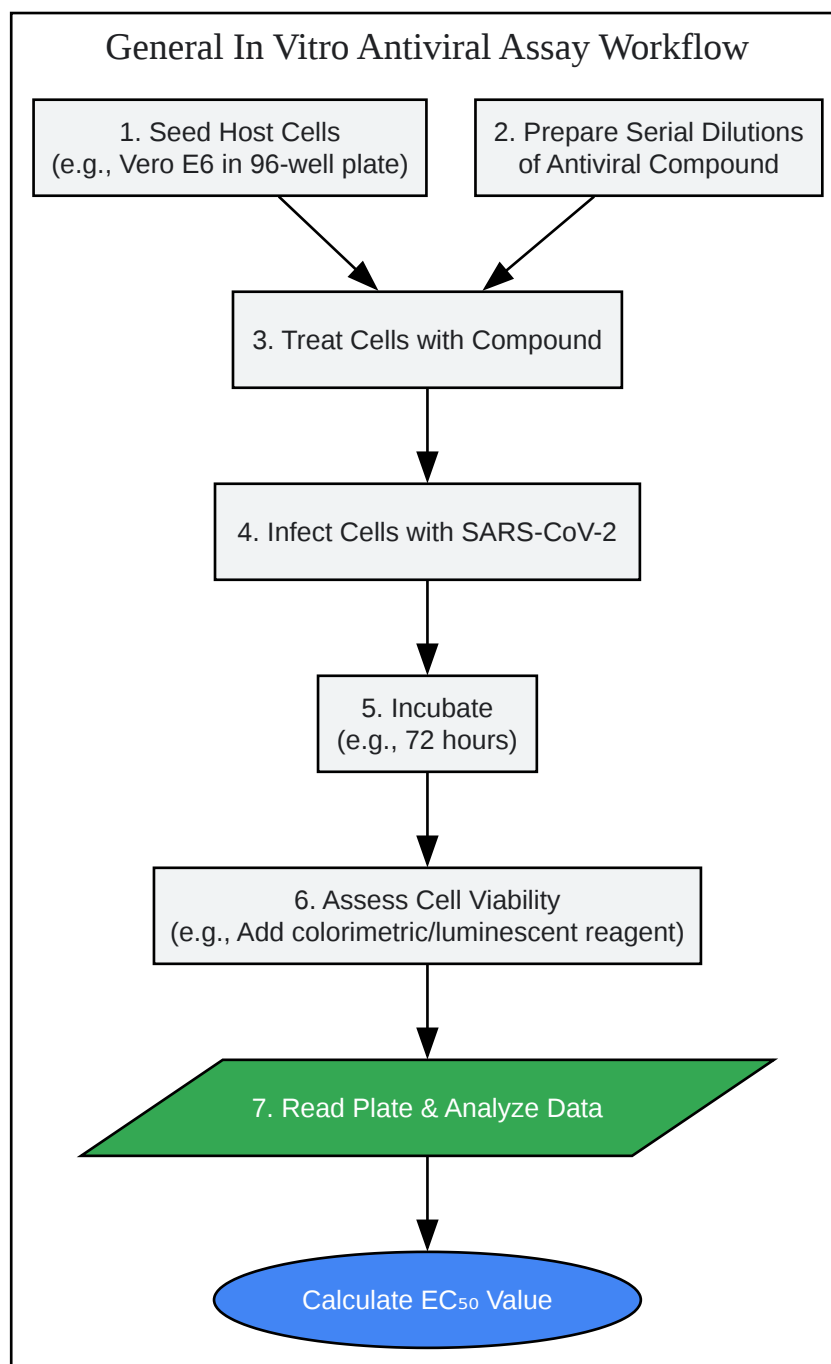 General In Vitro Antiviral Assay Workflow
1. Seed Host Cells
(e.g., Vero E6 in 96-well plate)
2. Prepare Serial Dilutions
of Antiviral Compound
3. Treat Cells with Compound
4. Infect Cells with SARS-CoV-2
5. Incubate
(e.g., 72 hours)
6. Assess Cell Viability
(e.g., Add colorimetric/luminescent reagent)
7. Read Plate & Analyze Data
Calculate EC₅₀ Value